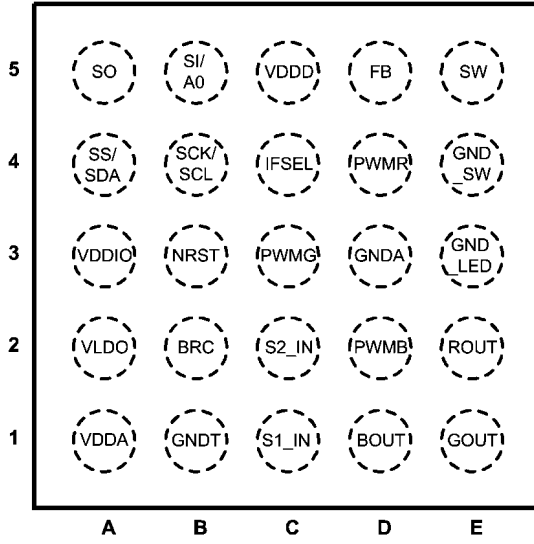 5
SO
SI/
A0
VDDD
FB
SW
4
SS/
SDA
SCK/
SCL
IFSEL
PWMR
GND
_SW
3
VDDIO
NRST
PWMG
GNDA
GND
_LED
2
VLDO
BRC
S2_IN
PWMB
ROUT
1
VDDA
GNDT
S1_IN
BOUT
GOUT
A B C D E